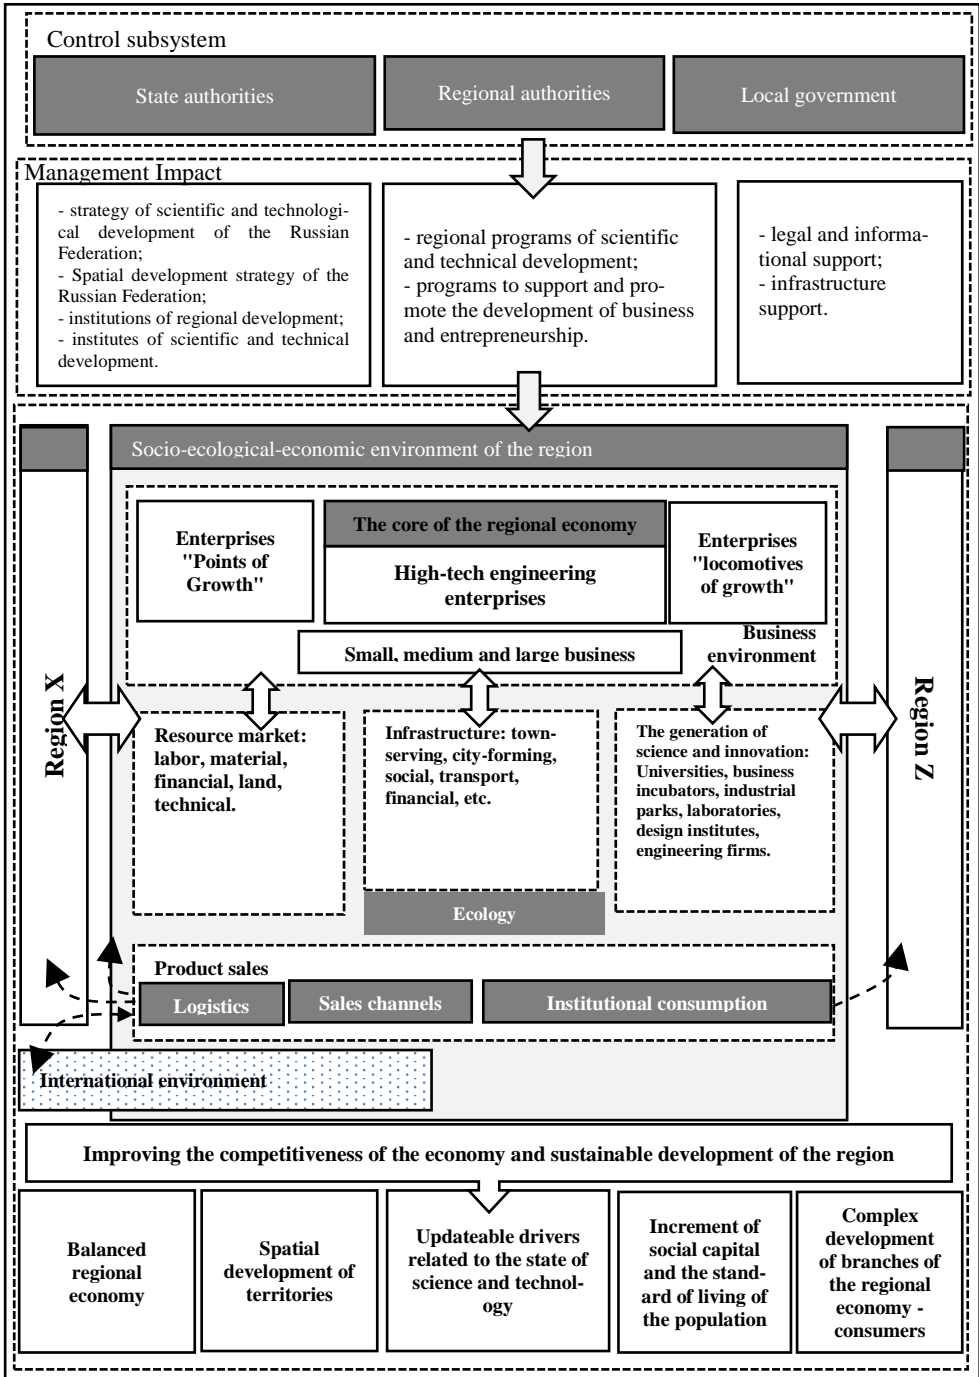 Control subsystem
State authorities
Regional authorities
Local government
Management Impact
- strategy of scientific and technologi-
cal development of the Russian
Federation;
- Spatial development strategy of the
Russian Federation;
- institutions of regional development;
- institutes of scientific and technical
development.
- regional programs of scientific
and technical development;
- programs to support and pro-
mote the development of business
and entrepreneurship.
- legal and informa-
tional support;
- infrastructure
support.
Socio-ecological-economic environment of the region
Region X
Enterprises
"Points of
Growth"
The core of the regional economy
High-tech engineering
enterprises
Enterprises
"locomotives
of growth"
Small, medium and large business
Business
environment
Resource market:
labor, material,
financial, land,
technical.
Infrastructure: town-
serving, city-forming,
social, transport,
financial, etc.
The generation of
science and innovation:
Universities, business
incubators, industrial
parks, laboratories,
design institutes,
engineering firms.
Region Z
Ecology
Product sales
Logistics
Sales channels
Institutional consumption
International environment
Improving the competitiveness of the economy and sustainable development of the region
Balanced
regional
economy
Spatial
development of
territories
Updateable drivers
related to the state of
science and technol-
ogy
Increment of
social capital
and the stand-
ard of living of
the population
Complex
development
of branches of
the regional
economy -
consumers